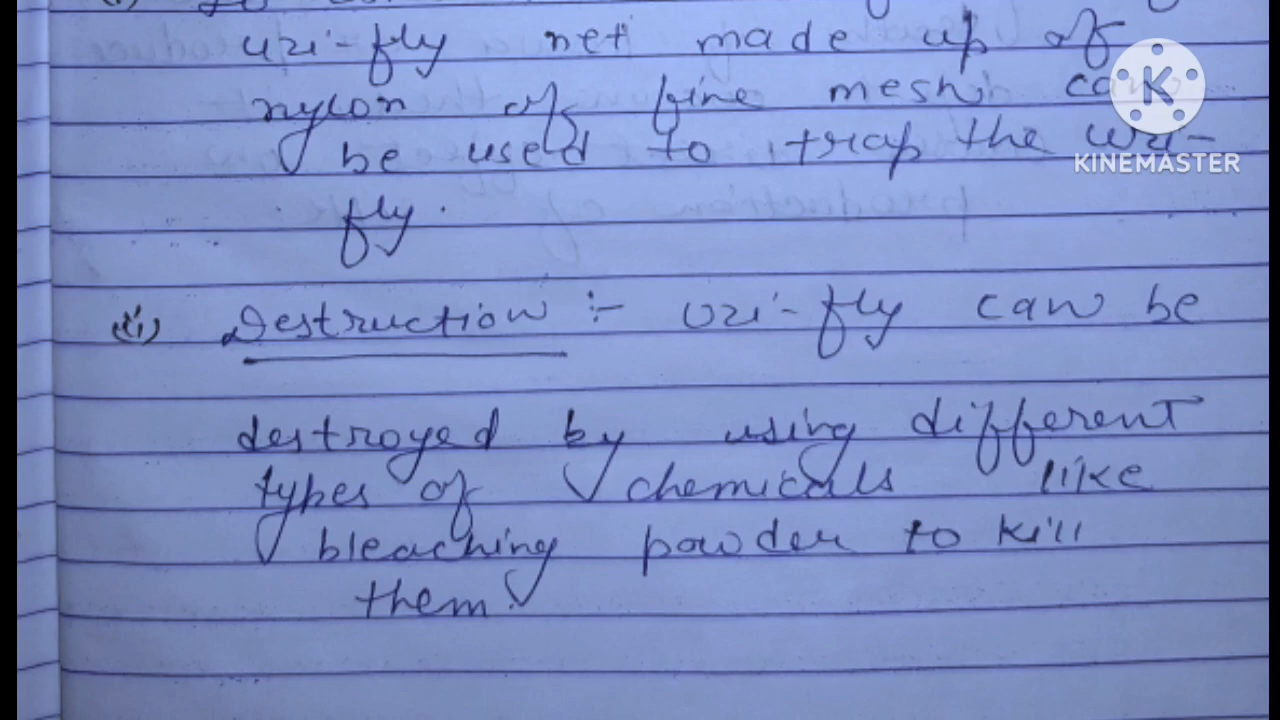 uzi-fly net made up of
nylon of fine mesh can
be used to trap the uzi-
fly.
(ii) Destruction :- uzi-fly can be
destroyed by using different
types of chemicals like
bleaching powder to kill
them.
K
KINEMASTER